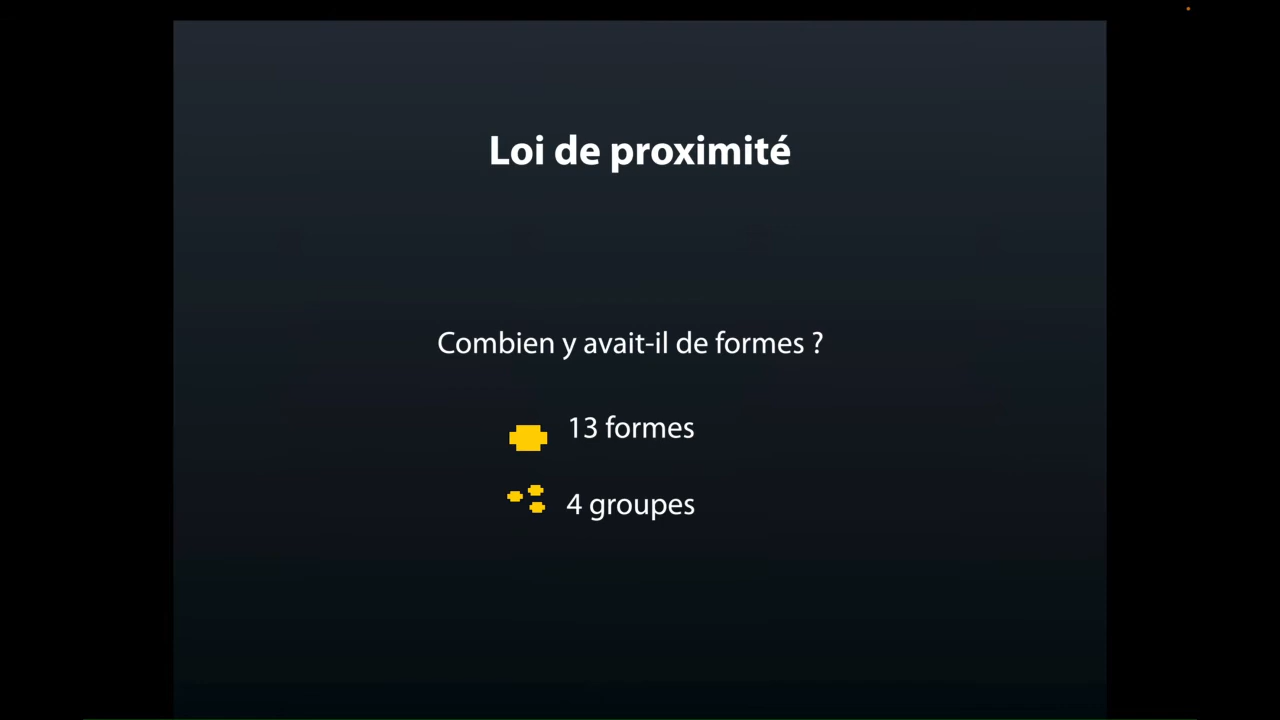 Loi de proximité
Combien y avait-il de formes ?
13 formes
4 groupes